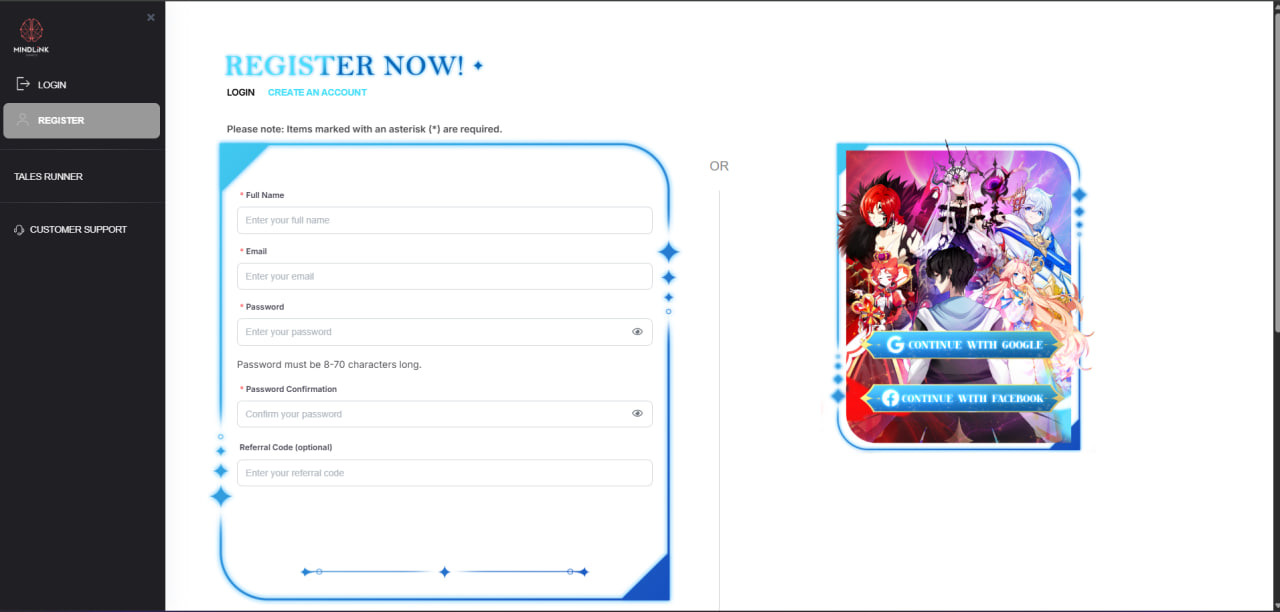 MINDLINK
LOGIN
REGISTER
TALES RUNNER
CUSTOMER SUPPORT
REGISTER NOW!
LOGIN CREATE AN ACCOUNT
Please note: Items marked with an asterisk (*) are required.
* Full Name
Enter your full name
* Email
Enter your email
* Password
Enter your password
Password must be 8-70 characters long.
* Password Confirmation
Confirm your password
Referral Code (optional)
Enter your referral code
OR
CONTINUE WITH GOOGLE
CONTINUE WITH FACEBOOK